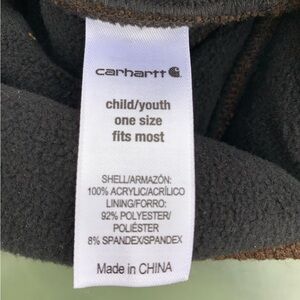 carhartt
child/youth
one size
fits most
SHELL/ARMAZÓN:
100% ACRYLIC/ACRÍLICO
LINING/FORRO:
92% POLYESTER/
POLIÉSTER
8% SPANDEX/SPANDEX
Made in CHINA